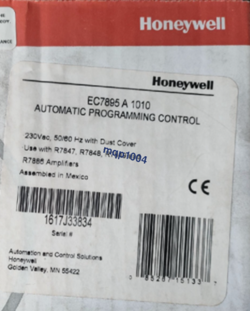 Honeywell
Honeywell
EC7895 A 1010
AUTOMATIC PROGRAMMING CONTROL
230Vac, 50/60 Hz with Dust Cover
Use with R7847, R7848,
mqp1004
R7886 Amplifiers
Assembled in Mexico
CE
1617J33834
Serial #
Automation and Control Solutions
Honeywell
Golden Valley, MN 55422